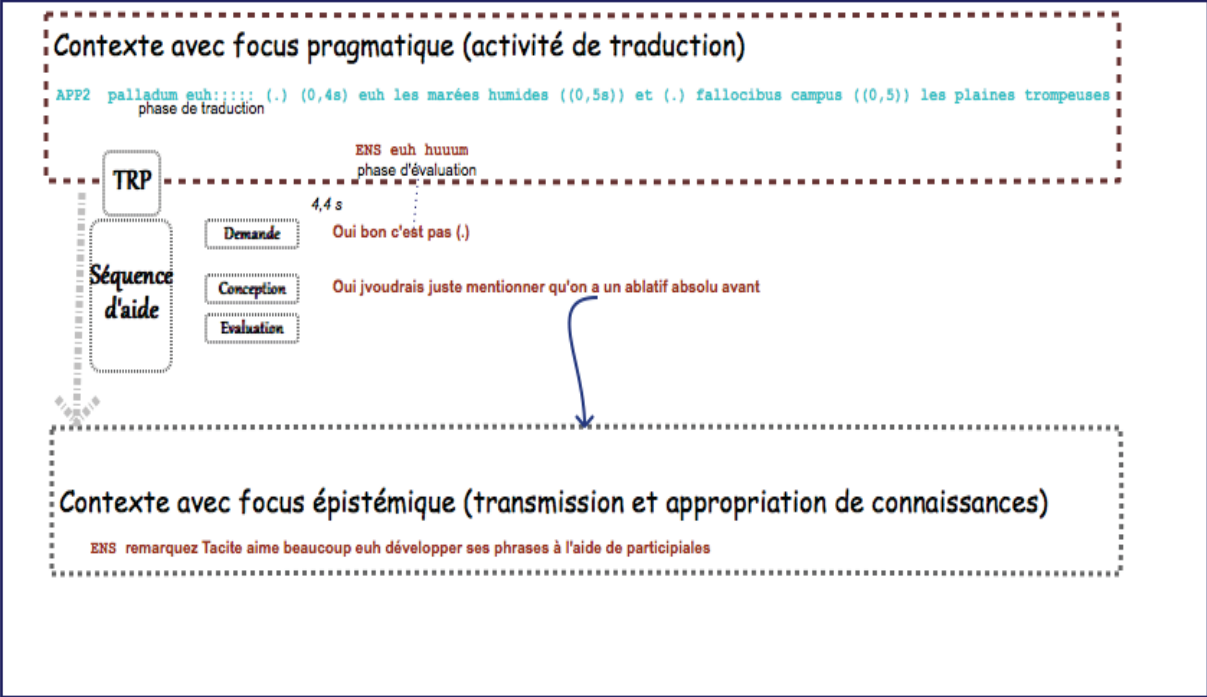 Contexte avec focus pragmatique (activité de traduction)
APP2 palladum euh::::: (.) (0,4s) euh les marées humides ((0,5s)) et (.) fallocibus campus ((0,5)) les plaines trompeuses
phase de traduction
ENS euh huuum
phase d'évaluation
TRP
4,4 s
Demande
Oui bon c'est pas (.)
Séquence
d'aide
Conception
Oui jvoudrais juste mentionner qu'on a un ablatif absolu avant
Evaluation
Contexte avec focus épistémique (transmission et appropriation de connaissances)
ENS remarquez Tacite aime beaucoup euh développer ses phrases à l'aide de participiales